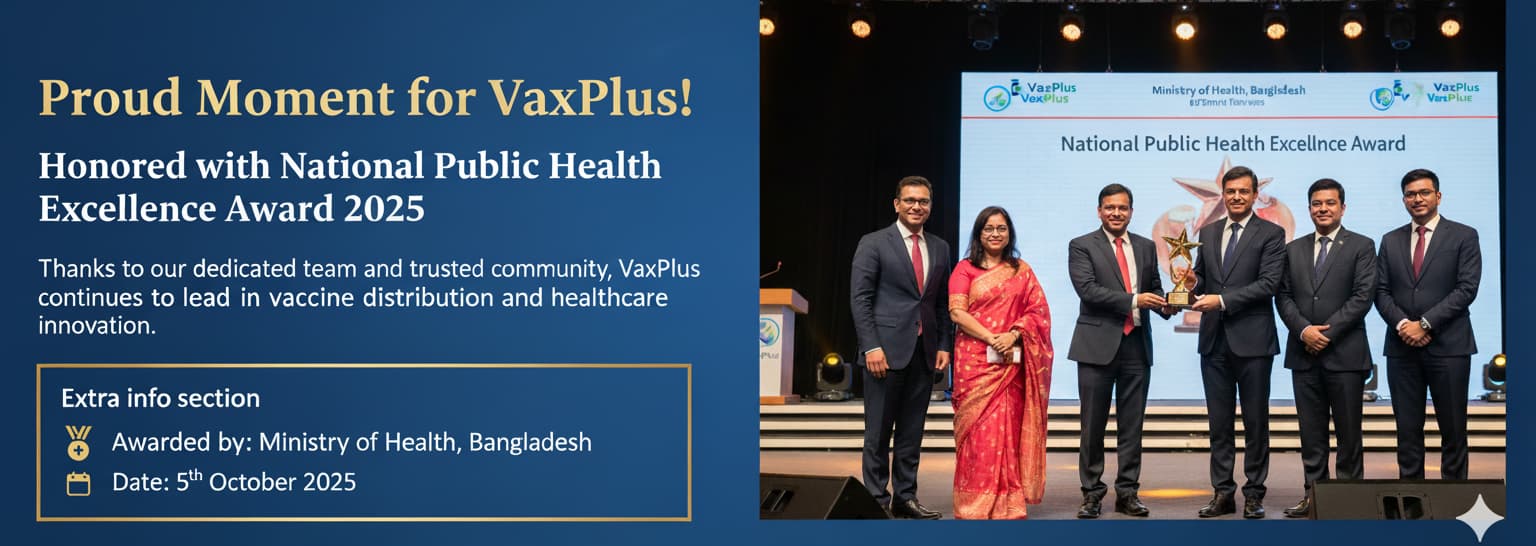 Proud Moment for VaxPlus!
Honored with National Public Health
Excellence Award 2025
Thanks to our dedicated team and trusted community, VaxPlus
continues to lead in vaccine distribution and healthcare
innovation.
Extra info section
Awarded by: Ministry of Health, Bangladesh
Date: 5th October 2025
VaxPlus
VexPlus
Ministry of Health, Bargisfesh
VaxPlus
National Public Health Excellnce Award